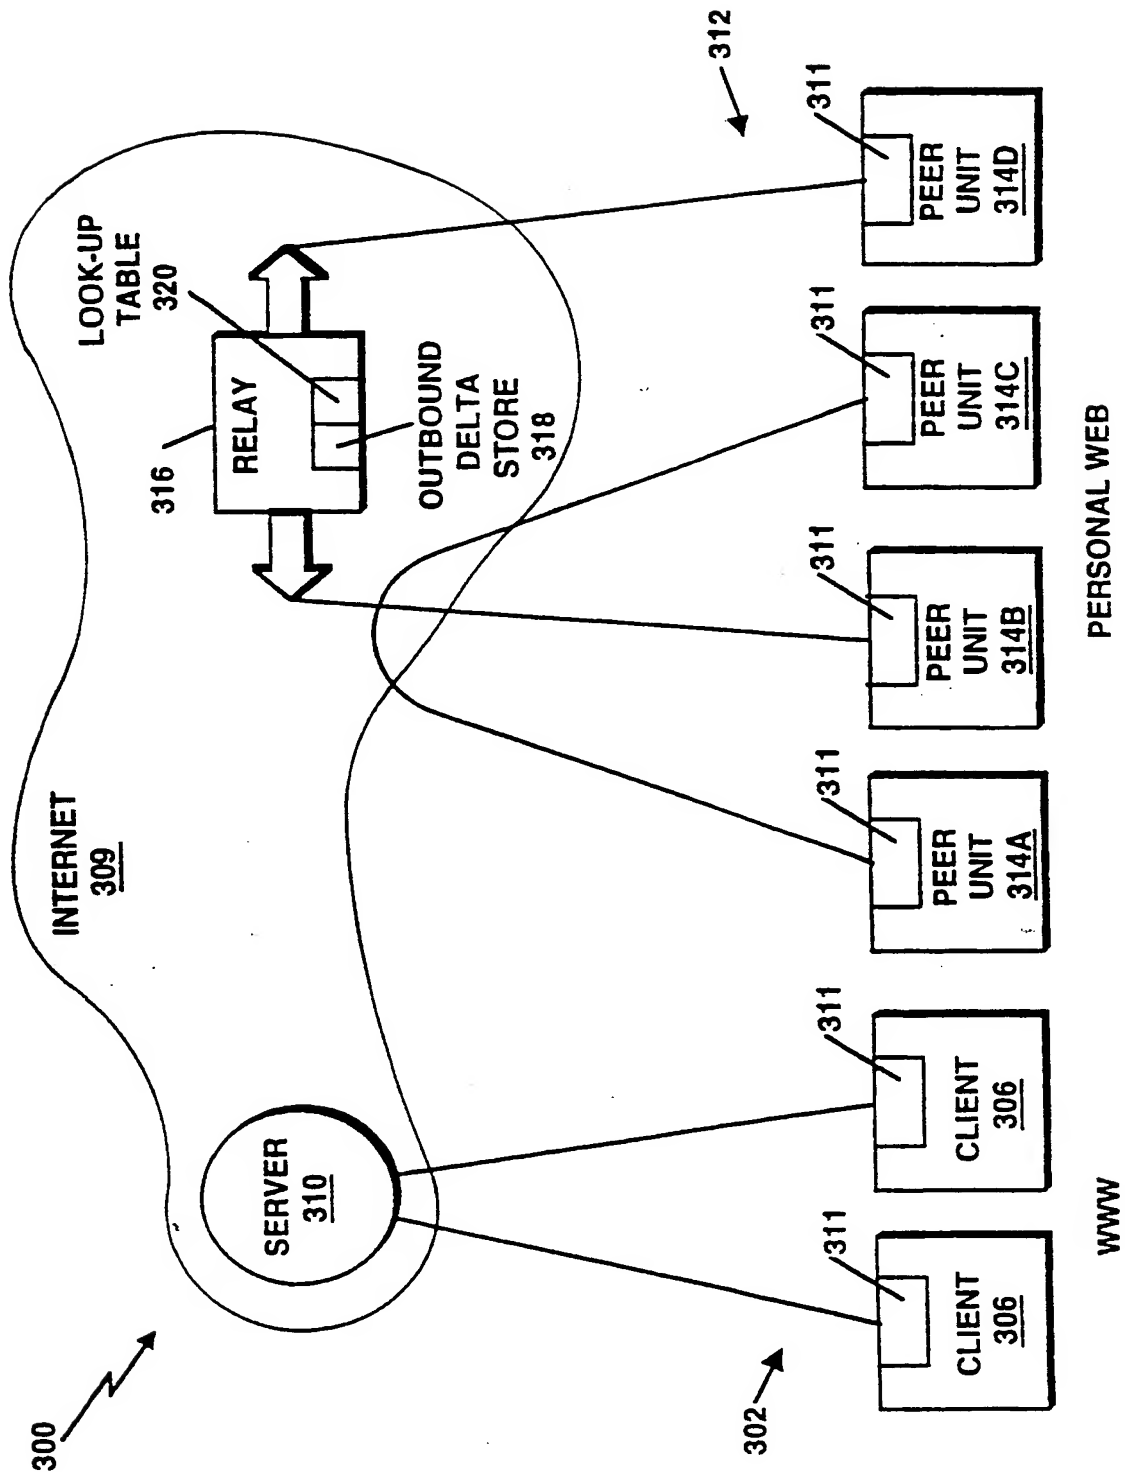 300
INTERNET
309
LOOK-UP
TABLE
320
316
RELAY
SERVER
310
OUTBOUND
DELTA
STORE
318
302
312
311
311
311
311
311
311
CLIENT
306
CLIENT
306
PEER
UNIT
314A
PEER
UNIT
314B
PEER
UNIT
314C
PEER
UNIT
314D
WWW
PERSONAL WEB